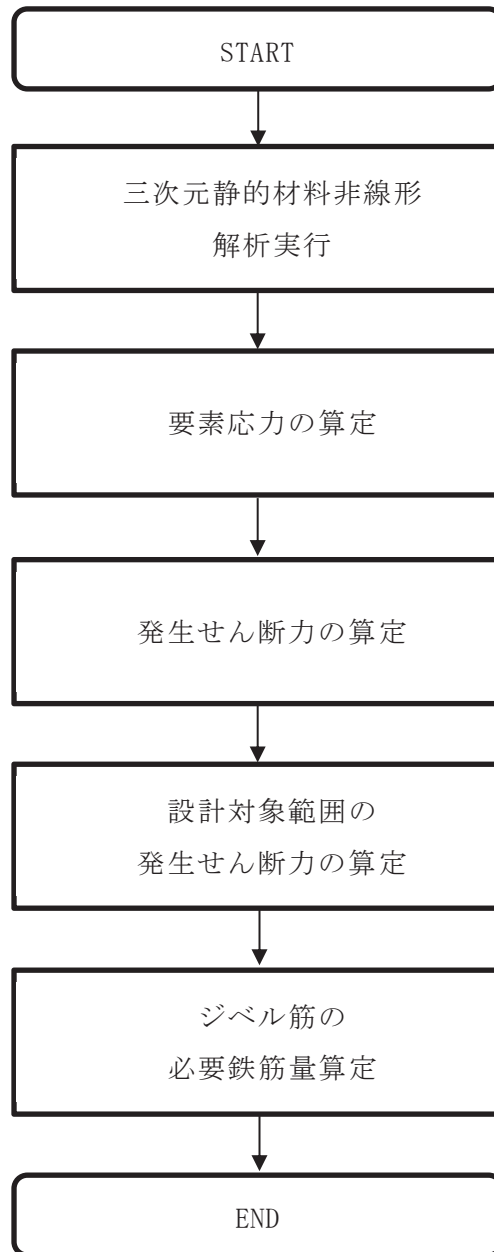 START
三次元静的材料非線形
解析実行
要素応力の算定
発生せん断力の算定
設計対象範囲の
発生せん断力の算定
ジベル筋の
必要鉄筋量算定
END